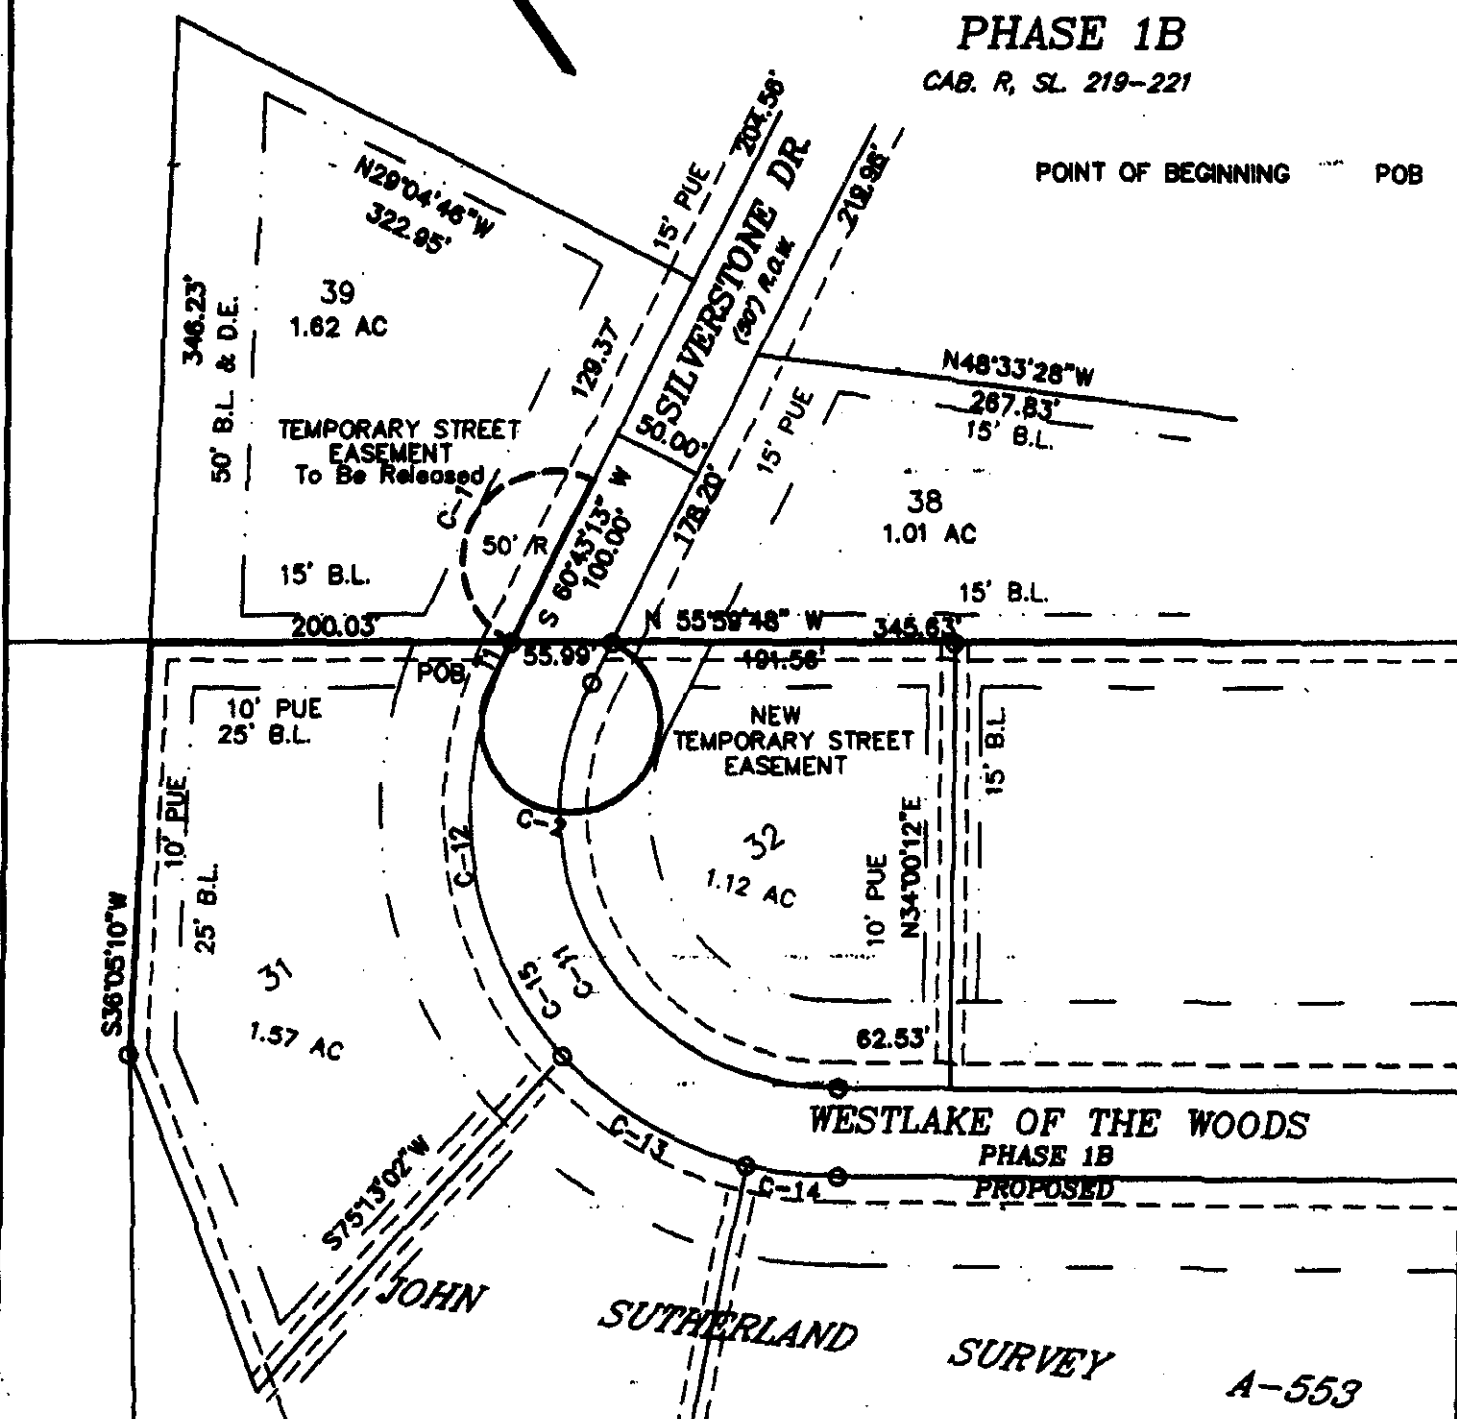 PHASE 1B
CAB. R, SL. 219-221
POINT OF BEGINNING POB
204.56'
15' PUE
SILVERSTONE DR.
(50') R.O.W.
219.96'
N29°04'46"W
322.95'
39
1.62 AC
346.23'
50' B.L. & D.E.
129.37'
N48°33'28"W
267.83'
15' B.L.
15' PUE
50.00'
178.20'
TEMPORARY STREET
EASEMENT
To Be Released
C-1
50' R
S 60°43'13" W
100.00'
38
1.01 AC
15' B.L.
15' B.L.
200.03'
N 55°59'48" W
345.63'
55.99'
191.56'
POB
10' PUE
25' B.L.
NEW
TEMPORARY STREET
EASEMENT
15' B.L.
10' PUE
25' B.L.
C-12
32
1.12 AC
10' PUE
N34°00'12"E
S36°05'10"W
31
1.57 AC
C-15
C-11
62.53'
WESTLAKE OF THE WOODS
PHASE 1B
PROPOSED
C-13
C-14
S75°13'02"W
JOHN SUTHERLAND SURVEY A-553